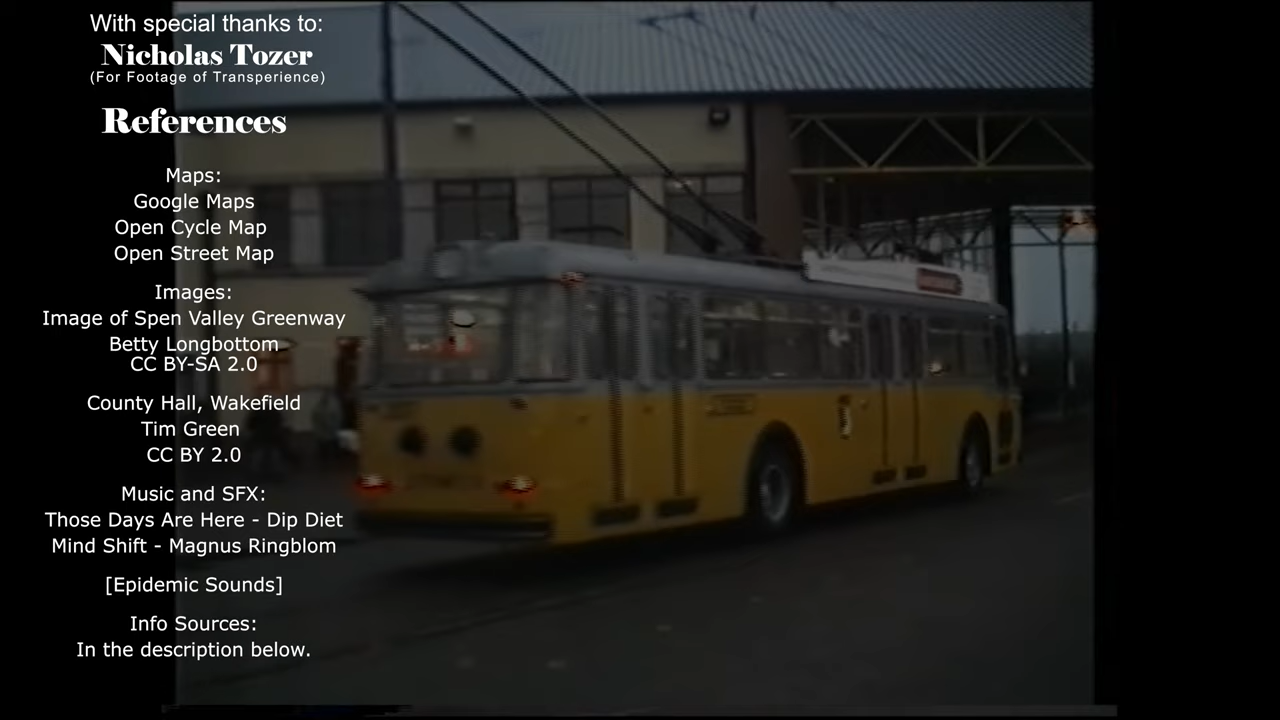 With special thanks to:
Nicholas Tozer
(For Footage of Transperience)
References
Maps:
Google Maps
Open Cycle Map
Open Street Map
Images:
Image of Spen Valley Greenway
Betty Longbottom
CC BY-SA 2.0
County Hall, Wakefield
Tim Green
CC BY 2.0
Music and SFX:
Those Days Are Here - Dip Diet
Mind Shift - Magnus Ringblom
[Epidemic Sounds]
Info Sources:
In the description below.